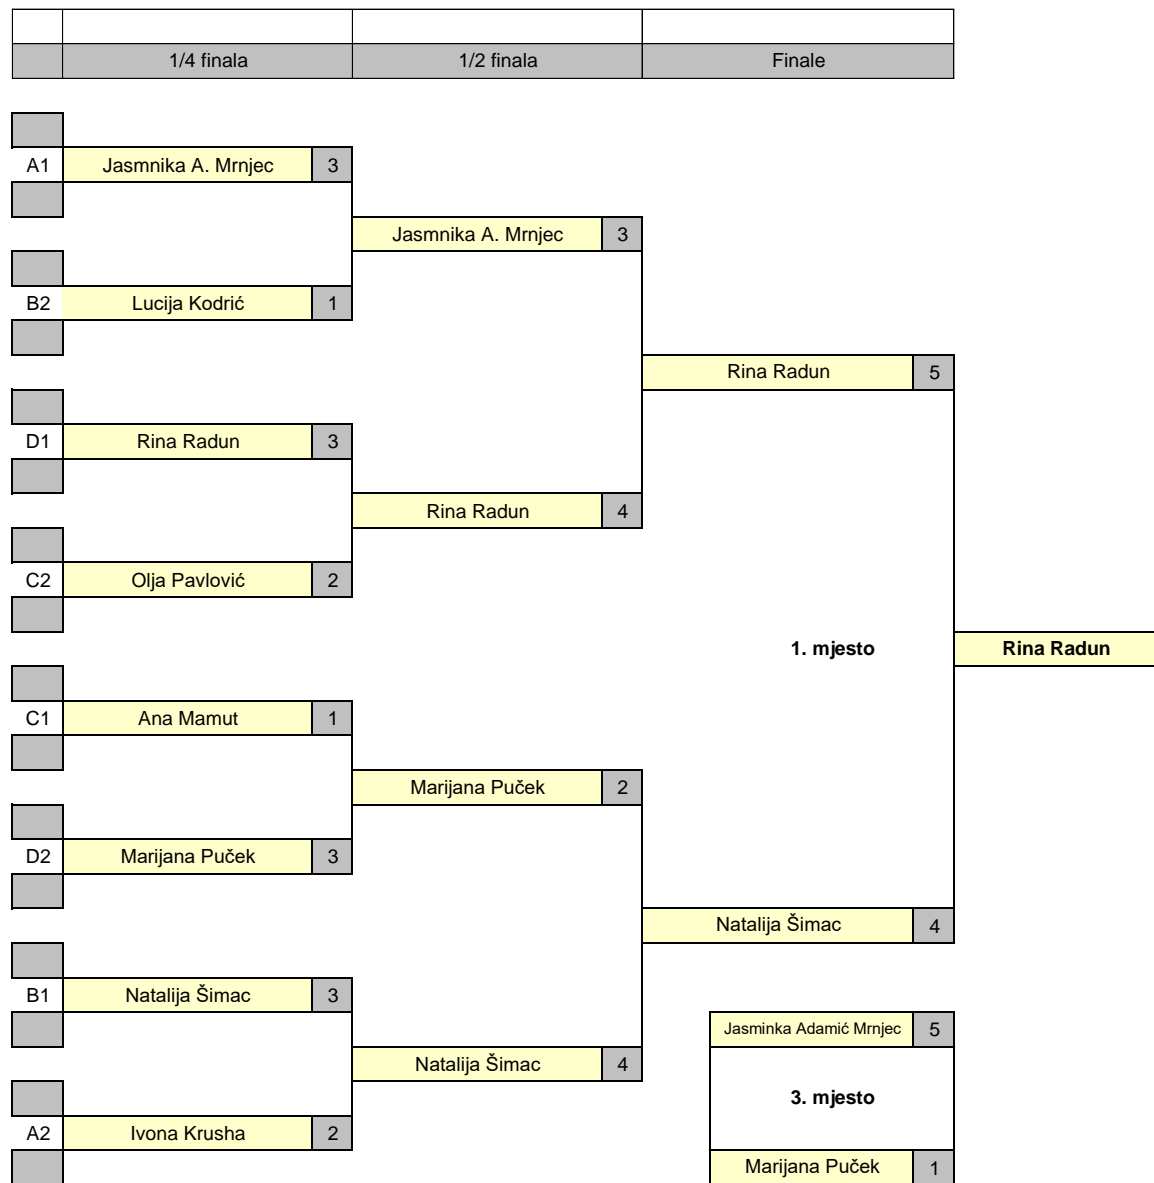 1/4 finala 1/2 finala Finale
A1 Jasmnika A. Mrnjec 3
Jasmnika A. Mrnjec 3
B2 Lucija Kodrić 1
Rina Radun 5
D1 Rina Radun 3
Rina Radun 4
C2 Olja Pavlović 2
1. mjesto Rina Radun
C1 Ana Mamut 1
Marijana Puček 2
D2 Marijana Puček 3
Natalija Šimac 4
B1 Natalija Šimac 3
Jasminka Adamić Mrnjec 5
Natalija Šimac 4
3. mjesto
A2 Ivona Krusha 2
Marijana Puček 1